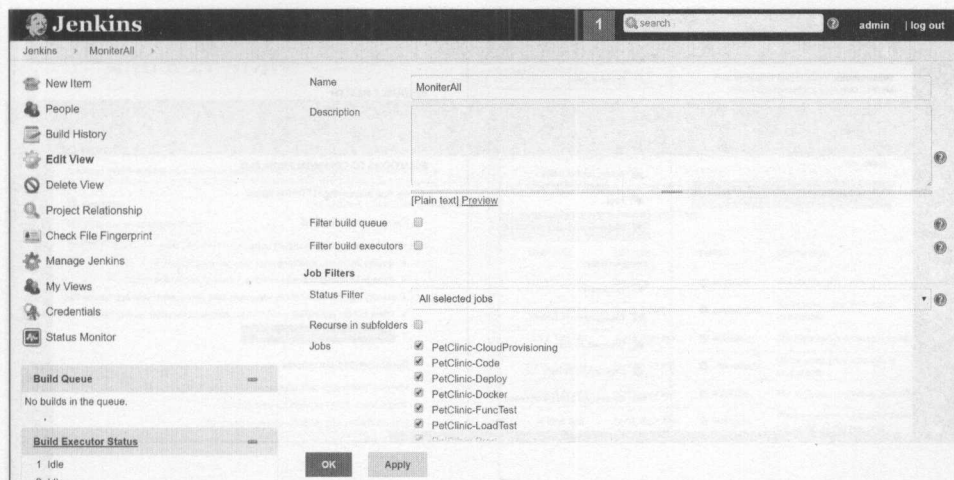 Jenkins
1
search
admin
| log out
Jenkins
MoniterAll
New Item
People
Build History
Edit View
Delete View
Project Relationship
Check File Fingerprint
Manage Jenkins
My Views
Credentials
Status Monitor
Build Queue
No builds in the queue.
Build Executor Status
1 Idle
Name
MoniterAll
Description
[Plain text] Preview
Filter build queue
Filter build executors
Job Filters
Status Filter
All selected jobs
Recurse in subfolders
Jobs
PetClinic-CloudProvisioning
PetClinic-Code
PetClinic-Deploy
PetClinic-Docker
PetClinic-FuncTest
PetClinic-LoadTest
OK
Apply